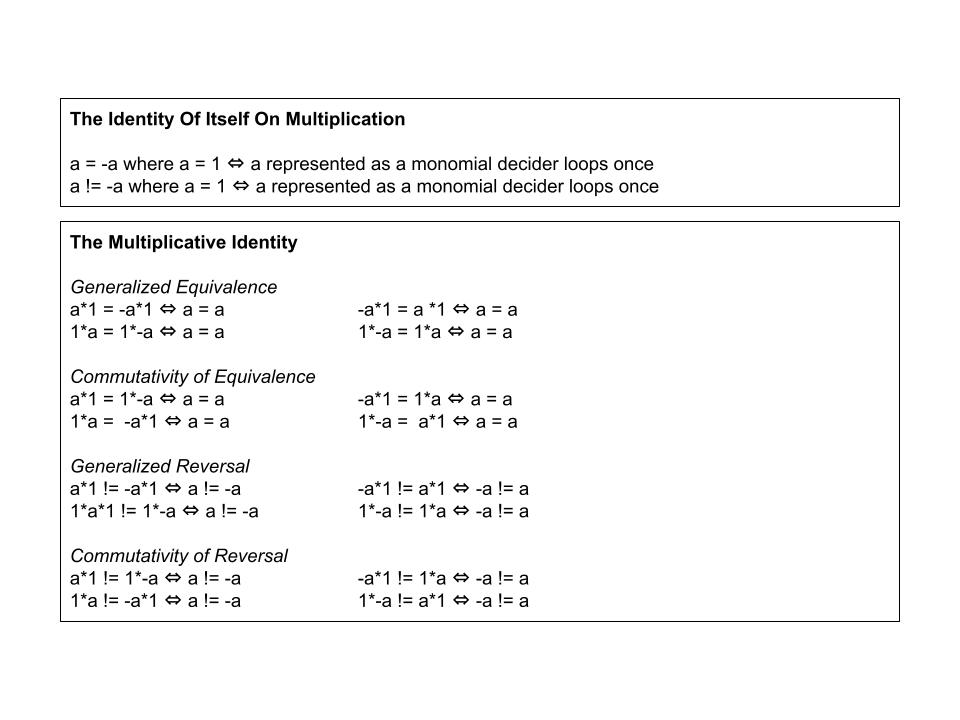 The Identity Of Itself On Multiplication
a = -a where a = 1 ⇔ a represented as a monomial decider loops once
a != -a where a = 1 ⇔ a represented as a monomial decider loops once
The Multiplicative Identity
Generalized Equivalence
a*1 = -a*1 ⇔ a = a -a*1 = a *1 ⇔ a = a
1*a = 1*-a ⇔ a = a 1*-a = 1*a ⇔ a = a
Commutativity of Equivalence
a*1 = 1*-a ⇔ a = a -a*1 = 1*a ⇔ a = a
1*a =  -a*1 ⇔ a = a 1*-a =  a*1 ⇔ a = a
Generalized Reversal
a*1 != -a*1 ⇔ a != -a -a*1 != a*1 ⇔ -a != a
1*a*1 != 1*-a ⇔ a != -a 1*-a != 1*a ⇔ -a != a
Commutativity of Reversal
a*1 != 1*-a ⇔ a != -a -a*1 != 1*a ⇔ -a != a
1*a != -a*1 ⇔ a != -a 1*-a != a*1 ⇔ -a != a